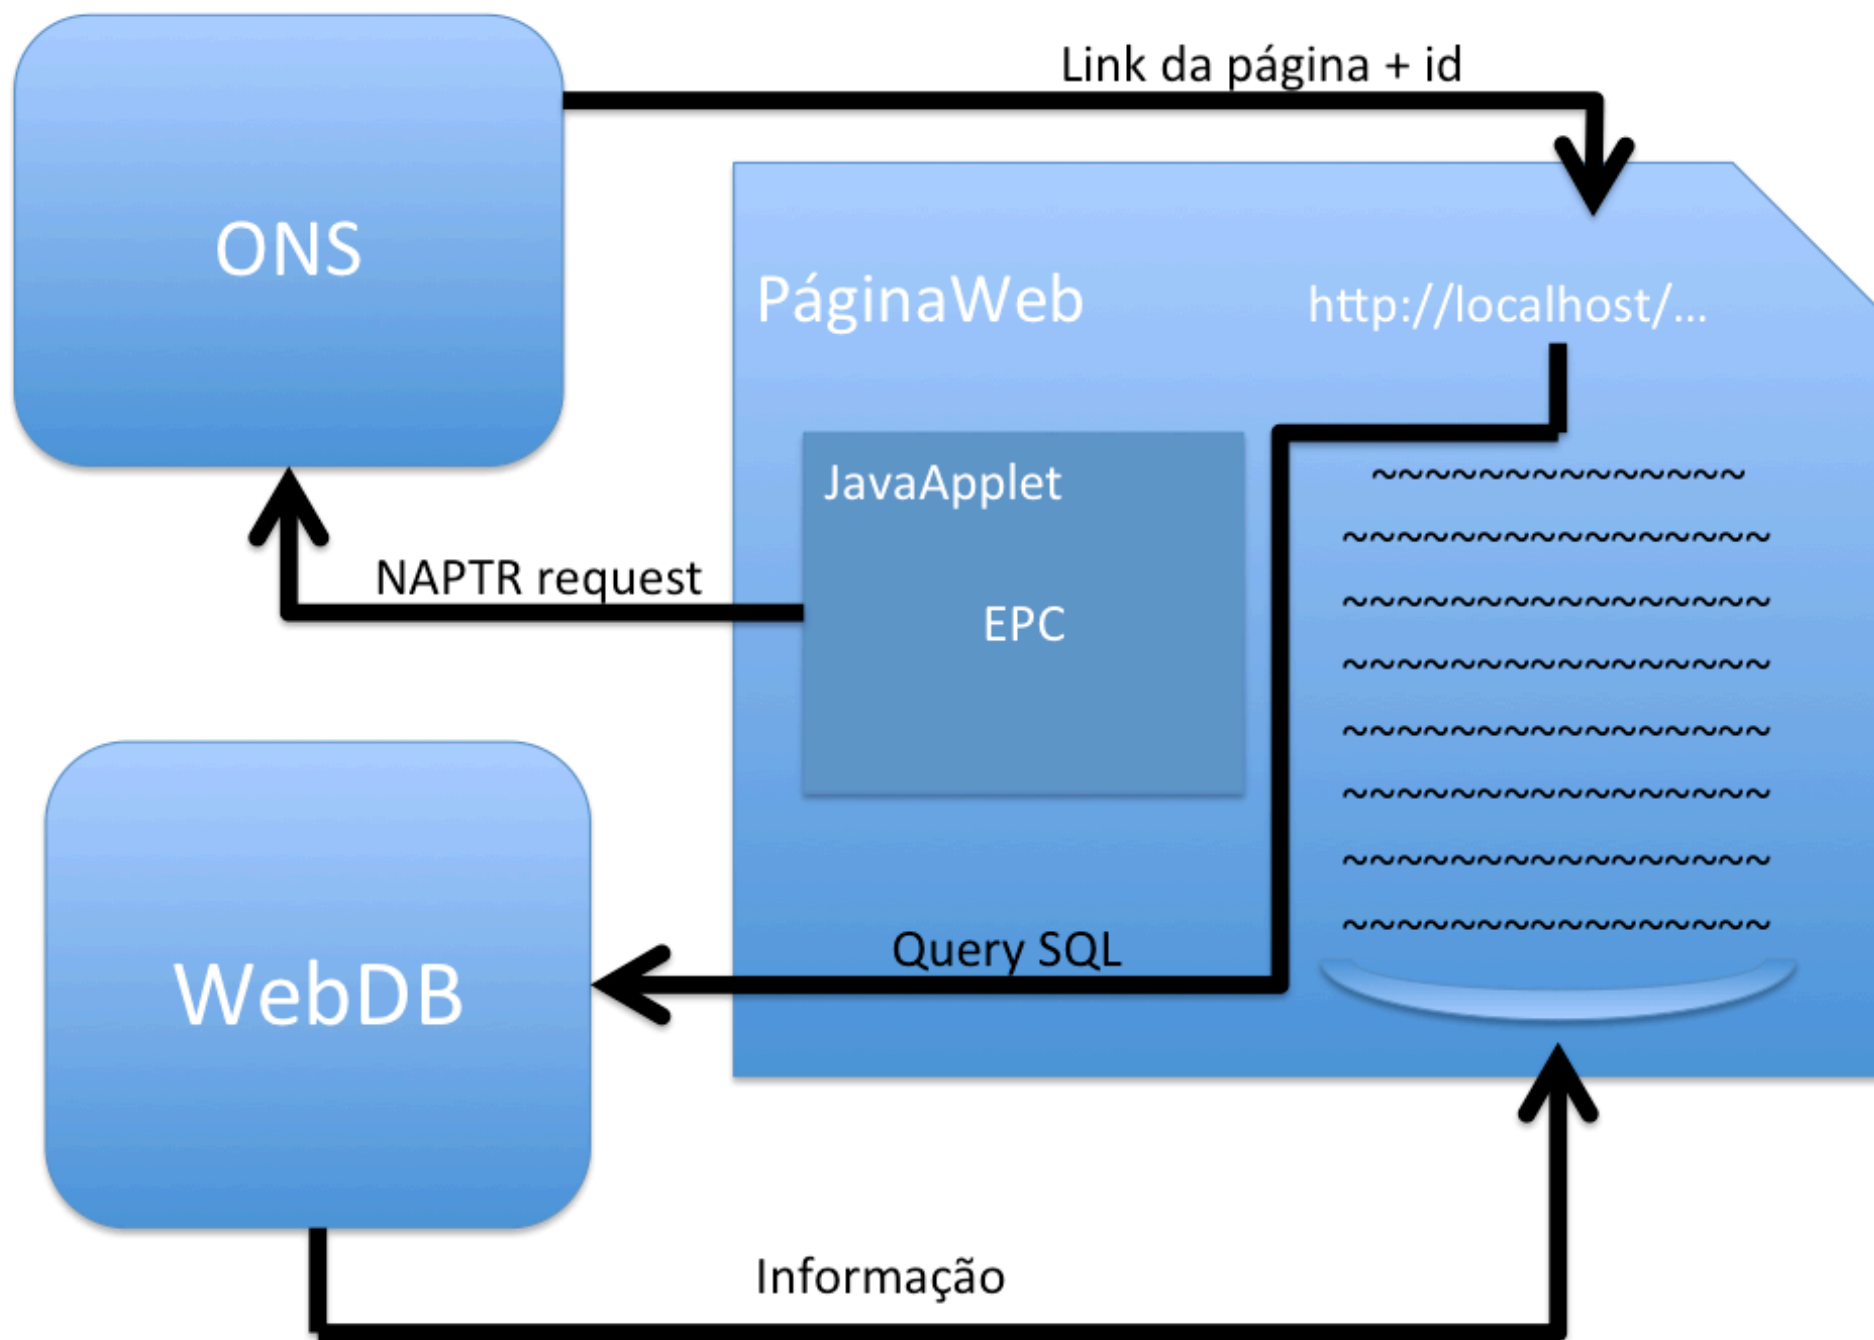 Link da página + id
ONS
PáginaWeb
http://localhost/...
JavaApplet
EPC
NAPTR request
~~~~~~~~~~~~~~
~~~~~~~~~~~~~~~~
~~~~~~~~~~~~~~~~
~~~~~~~~~~~~~~~~
~~~~~~~~~~~~~~~~
~~~~~~~~~~~~~~~~
~~~~~~~~~~~~~~~~
~~~~~~~~~~~~~~~~
Query SQL
WebDB
Informação